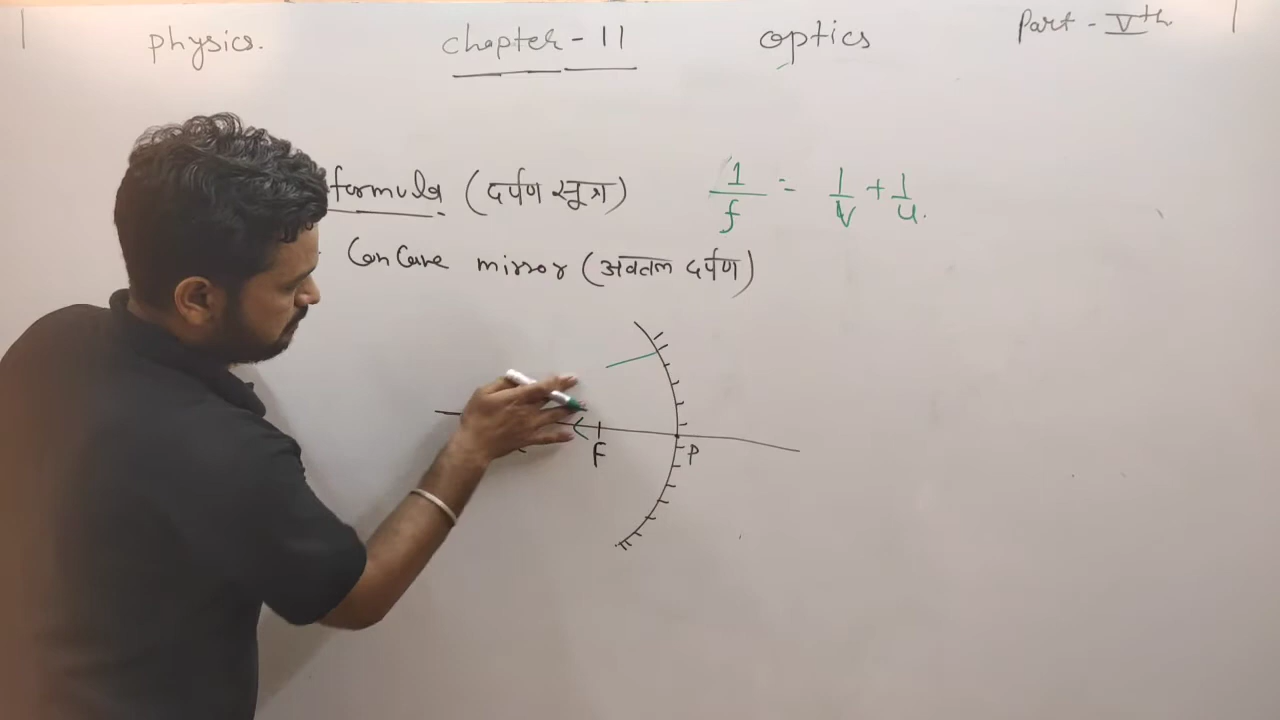 physics. chapter - 11 optics Part - Vth
formula (दर्पण सूत्र) 1/f = 1/v + 1/u.
Concave mirror (अवतल दर्पण)
F P